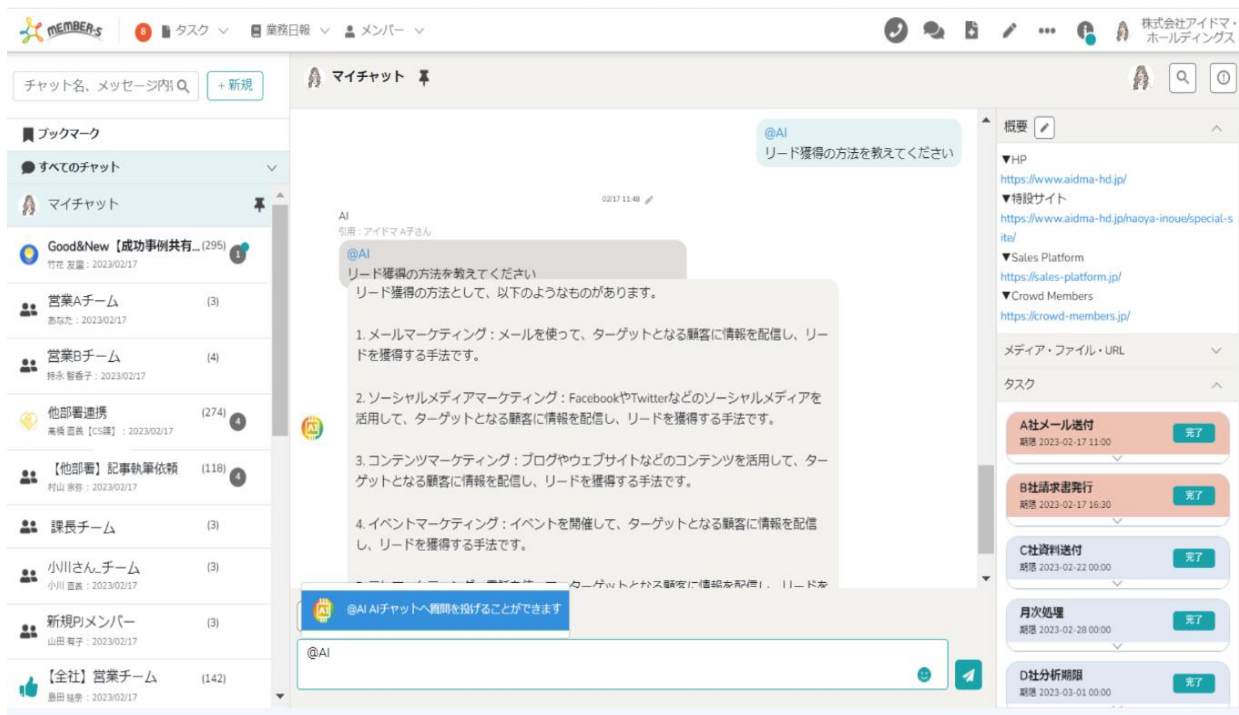 MEMBER-S
8
タスク
業務日報
メンバー
株式会社アイドマ・
ホールディングス
チャット名、メッセージ内
+ 新規
ブックマーク
すべてのチャット
マイチャット
Good&New【成功事例共有... (295)
1
竹花 友里 : 2023/02/17
営業Aチーム (3)
あなた : 2023/02/17
営業Bチーム (4)
持永 智香子 : 2023/02/17
他部署連携 (274)
4
【CS課】 : 2023/02/17
【他部署】記事執筆依頼 (118)
4
村山 : 2023/02/17
課長チーム (3)
小川さん_チーム (3)
小川 直義 : 2023/02/17
新規PJメンバー (3)
山田 有子 : 2023/02/17
【全社】営業チーム (142)
島田 : 2023/02/17
マイチャット
@AI
リード獲得の方法を教えてください
02/17 11:48
AI
引用 : アイドマ A子さん
@AI
リード獲得の方法を教えてください
リード獲得の方法として、以下のようなものがあります。
1. メールマーケティング : メールを使って、ターゲットとなる顧客に情報を配信し、リー
ドを獲得する手法です。
2. ソーシャルメディアマーケティング : FacebookやTwitterなどのソーシャルメディアを
活用して、ターゲットとなる顧客に情報を配信し、リードを獲得する手法です。
AI
3. コンテンツマーケティング : ブログやウェブサイトなどのコンテンツを活用して、ター
ゲットとなる顧客に情報を配信し、リードを獲得する手法です。
4. イベントマーケティング : イベントを開催して、ターゲットとなる顧客に情報を配信
し、リードを獲得する手法です。
AI
@AI AIチャットへ質問を投げることができます
@AI
概要
▼HP
https://www.aidma-hd.jp/
▼特設サイト
https://www.aidma-hd.jp/naoya-inoue/special-s
ite/
▼Sales Platform
https://sales-platform.jp/
▼Crowd Members
https://crowd-members.jp/
メディア・ファイル・URL
タスク
A社メール送付
完了
期限 2023-02-17 11:00
B社請求書発行
完了
期限 2023-02-17 16:30
C社資料送付
完了
期限 2023-02-22 00:00
月次処理
完了
期限 2023-02-28 00:00
D社分析期限
完了
期限 2023-03-01 00:00